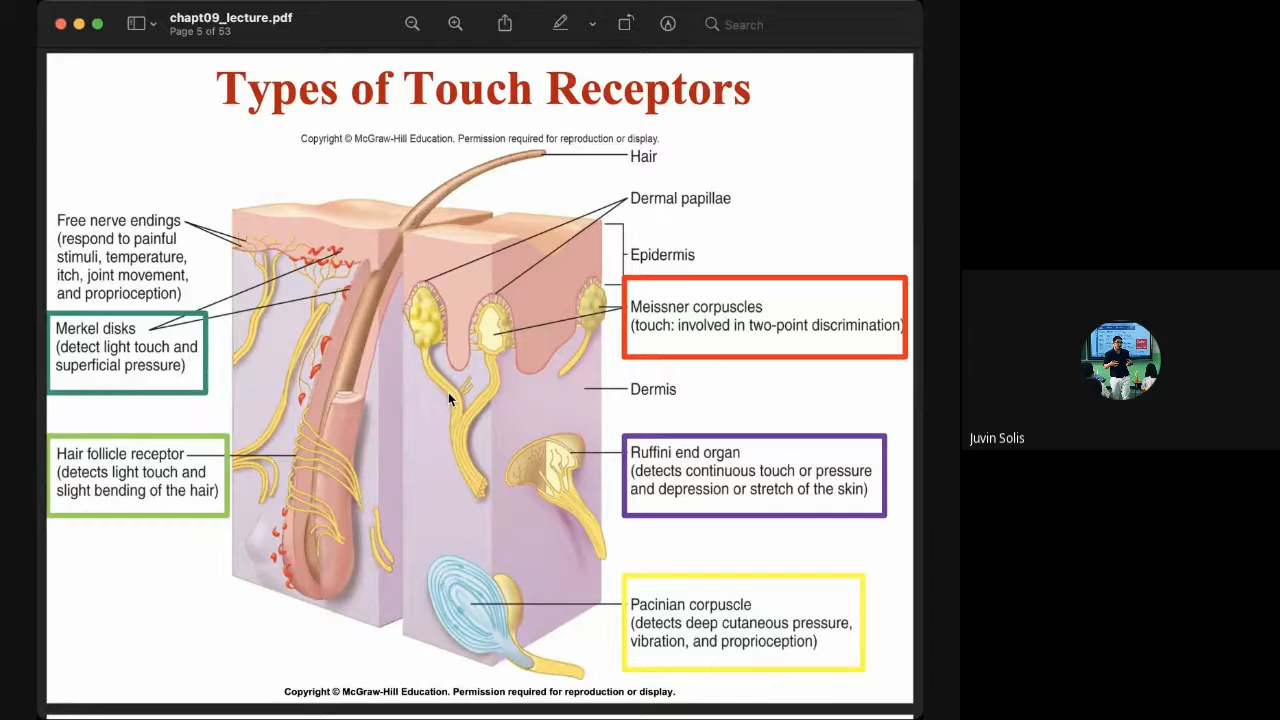 chapt09_lecture.pdf
Page 5 of 53
Search
Types of Touch Receptors
Copyright © McGraw-Hill Education. Permission required for reproduction or display.
Hair
Dermal papillae
Free nerve endings
(respond to painful
stimuli, temperature,
itch, joint movement,
and proprioception)
Epidermis
Meissner corpuscles
(touch: involved in two-point discrimination)
Merkel disks
(detect light touch and
superficial pressure)
Dermis
Hair follicle receptor
(detects light touch and
slight bending of the hair)
Ruffini end organ
(detects continuous touch or pressure
and depression or stretch of the skin)
Pacinian corpuscle
(detects deep cutaneous pressure,
vibration, and proprioception)
Copyright © McGraw-Hill Education. Permission required for reproduction or display.
Juvin Solis